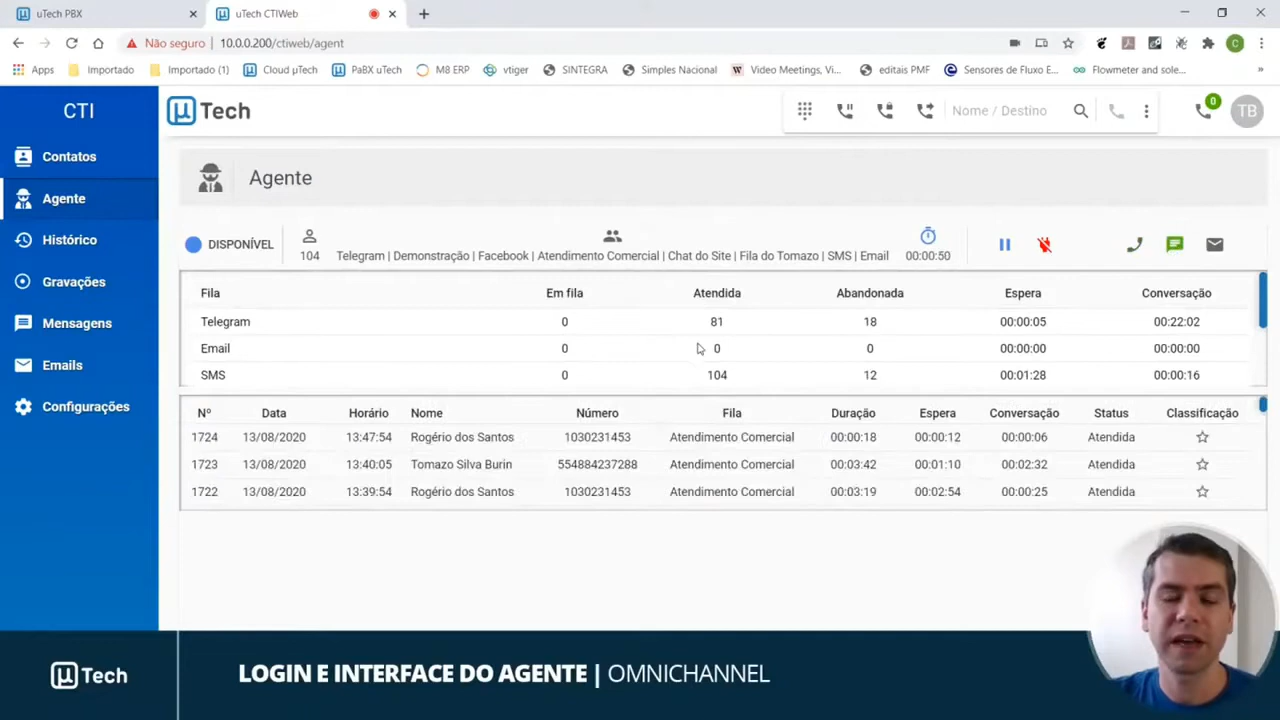 uTech PBX
uTech CTIWeb
Não seguro | 10.0.0.200/ctiweb/agent
Apps Importado Importado (1) Cloud µTech PaBX uTech M8 ERP vtiger SINTEGRA Simples Nacional Video Meetings, Vi... editais PMF Sensores de Fluxo E... Flowmeter and sole... »
CTI
µ Tech
Nome / Destino
0
TB
Contatos
Agente
Histórico
Gravações
Mensagens
Emails
Configurações
Agente
DISPONÍVEL
104
Telegram | Demonstração | Facebook | Atendimento Comercial | Chat do Site | Fila do Tomazo | SMS | Email
00:00:50
Fila Em fila Atendida Abandonada Espera Conversação
Telegram 0 81 18 00:00:05 00:22:02
Email 0 0 0 00:00:00 00:00:00
SMS 0 104 12 00:01:28 00:00:16
Nº Data Horário Nome Número Fila Duração Espera Conversação Status Classificação
1724 13/08/2020 13:47:54 Rogério dos Santos 1030231453 Atendimento Comercial 00:00:18 00:00:12 00:00:06 Atendida
1723 13/08/2020 13:40:05 Tomazo Silva Burin 554884237288 Atendimento Comercial 00:03:42 00:01:10 00:02:32 Atendida
1722 13/08/2020 13:39:54 Rogério dos Santos 1030231453 Atendimento Comercial 00:03:19 00:02:54 00:00:25 Atendida
µ Tech
LOGIN E INTERFACE DO AGENTE | OMNICHANNEL